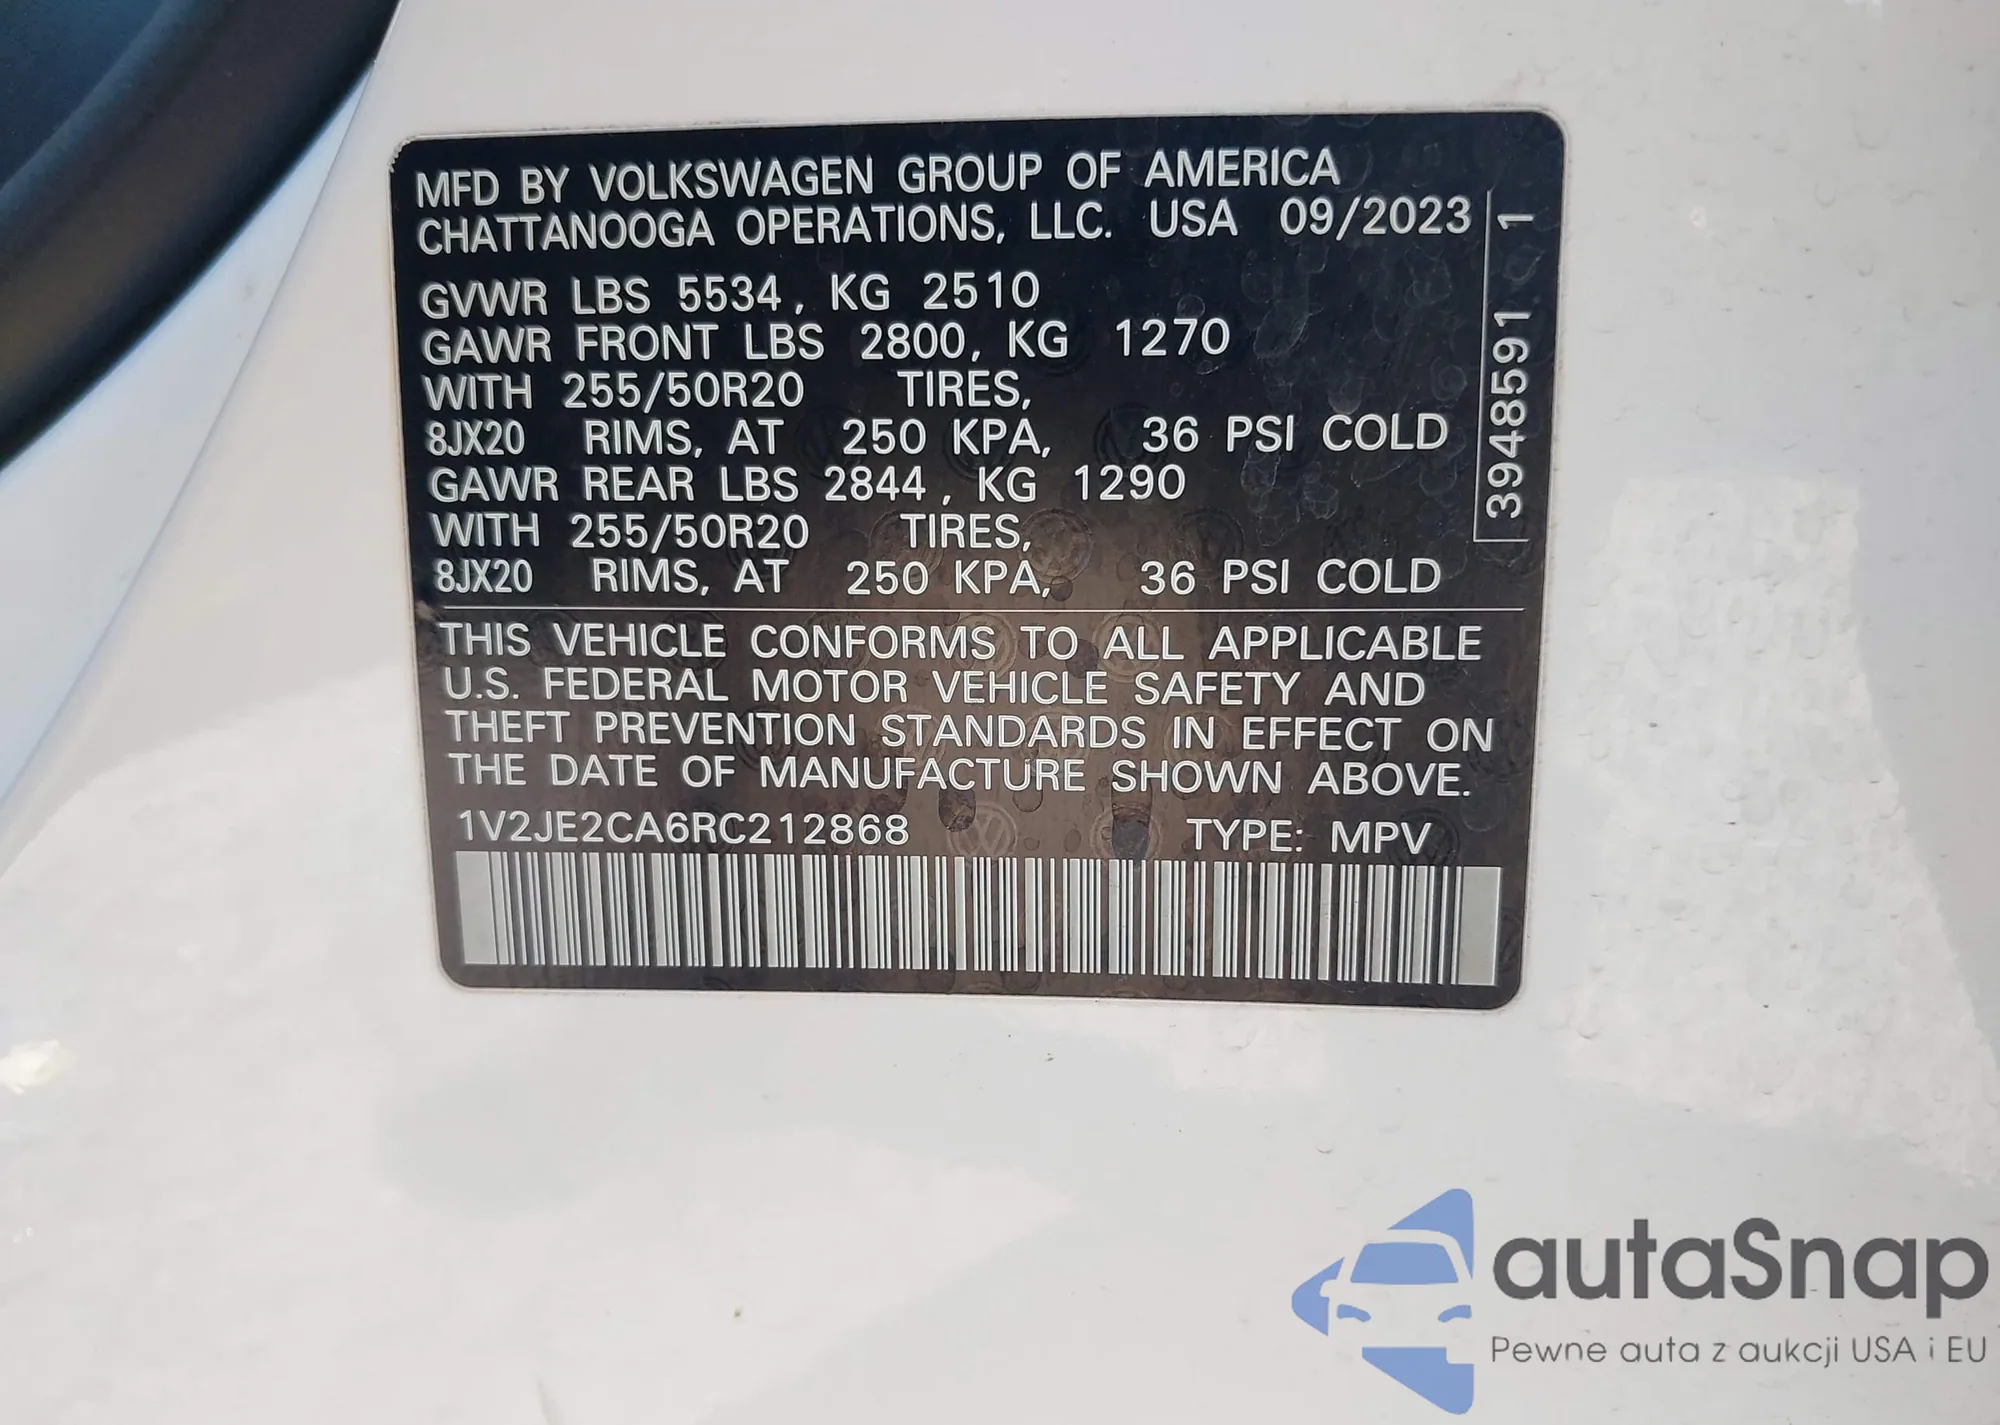 MFD BY VOLKSWAGEN GROUP OF AMERICA
CHATTANOOGA OPERATIONS, LLC. USA 09/2023
GVWR LBS 5534, KG 2510
GAWR FRONT LBS 2800, KG 1270
WITH 255/50R20 TIRES,
8JX20 RIMS, AT 250 KPA, 36 PSI COLD
GAWR REAR LBS 2844, KG 1290
WITH 255/50R20 TIRES,
8JX20 RIMS, AT 250 KPA, 36 PSI COLD
3948591 1
THIS VEHICLE CONFORMS TO ALL APPLICABLE
U.S. FEDERAL MOTOR VEHICLE SAFETY AND
THEFT PREVENTION STANDARDS IN EFFECT ON
THE DATE OF MANUFACTURE SHOWN ABOVE.
1V2JE2CA6RC212868 TYPE: MPV
autaSnap
Pewne auta z aukcji USA i EU